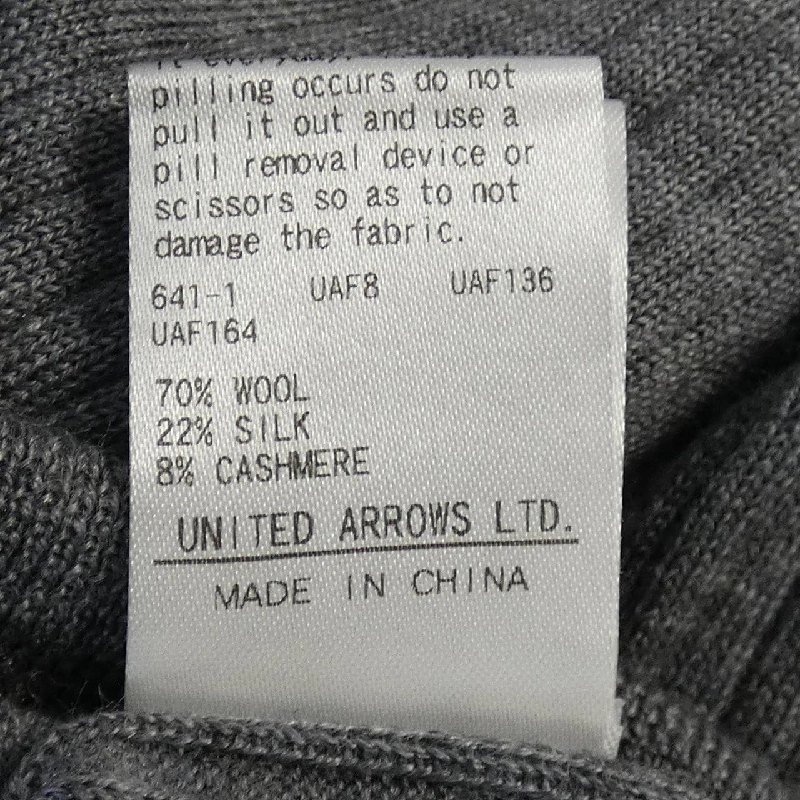 pilling occurs do not
pull it out and use a
pill removal device or
scissors so as to not
damage the fabric.
641-1 UAF8 UAF136
UAF164
70% WOOL
22% SILK
8% CASHMERE
UNITED ARROWS LTD.
MADE IN CHINA